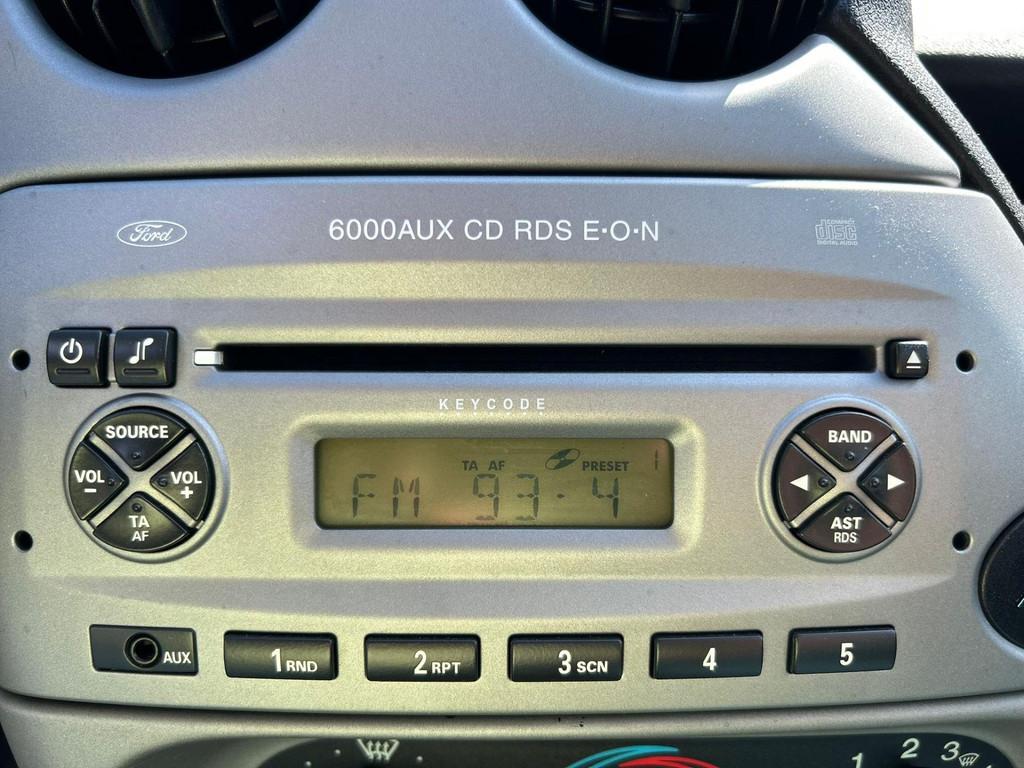 Ford
6000AUX CD RDS E·O·N
COMPACT
disc
DIGITAL AUDIO
KEYCODE
SOURCE
VOL -
VOL +
TA
AF
TA AF PRESET 1
FM 93.4
BAND
AST
RDS
AUX
1 RND
2 RPT
3 SCN
4
5
1 2 3